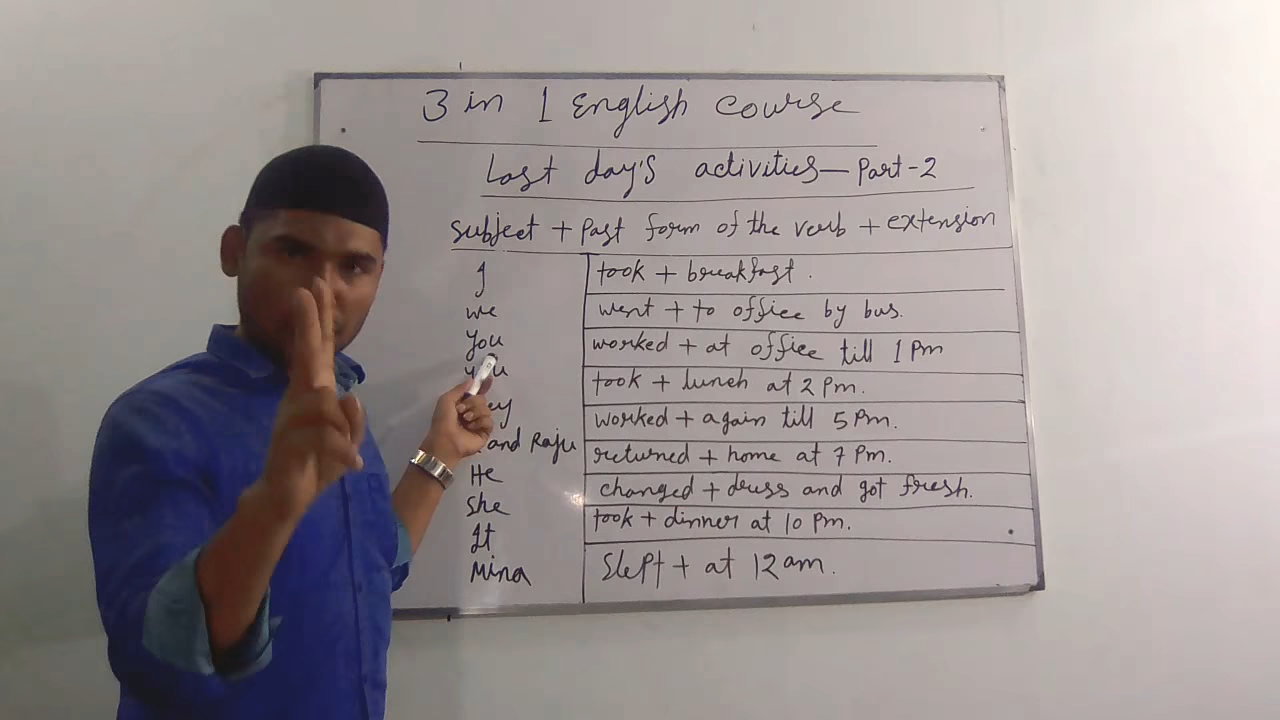 3 in 1 English course
Last day's activities — Part-2
Subject + Past form of the verb + extension
I took + breakfast.
we went + to office by bus.
you worked + at office till 1 Pm
took + lunch at 2 Pm.
worked + again till 5 Pm.
and Raju returned + home at 7 Pm.
He changed + dress and got fresh.
She took + dinner at 10 Pm.
It
Mina Slept + at 12 am.